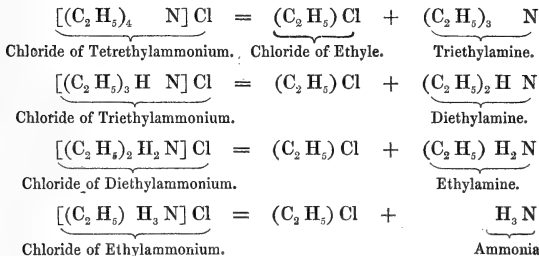 [(C₂ H₅)₄ N] Cl = (C₂ H₅) Cl + (C₂ H₅)₃ N
Chloride of Tetrethylammonium. Chloride of Ethyle. Triethylamine.
[(C₂ H₅)₃ H N] Cl = (C₂ H₅) Cl + (C₂ H₅)₂ H N
Chloride of Triethylammonium. Diethylamine.
[(C₂ H₅)₂ H₂ N] Cl = (C₂ H₅) Cl + (C₂ H₅) H₂ N
Chloride of Diethylammonium. Ethylamine.
[(C₂ H₅) H₃ N] Cl = (C₂ H₅) Cl + H₃ N
Chloride of Ethylammonium. Ammonia